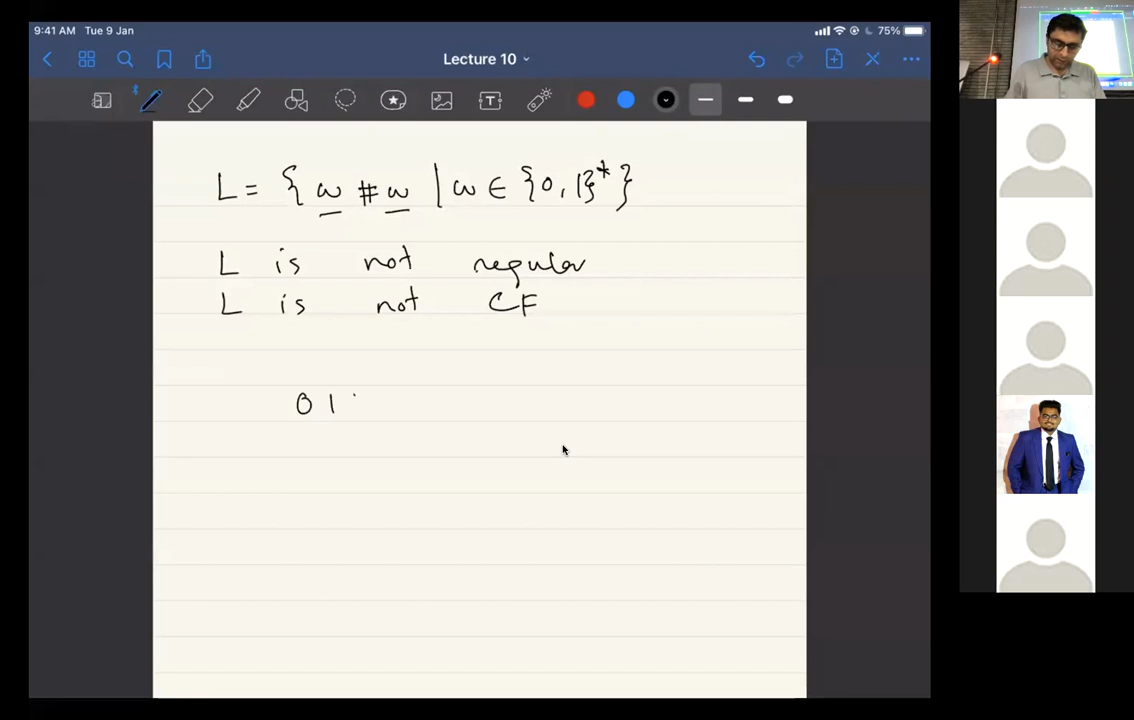 9:41 AM Tue 9 Jan 75%
Lecture 10
L = { w # w | w ∈ {0, 1}* }
L is not regular
L is not CF
0 1